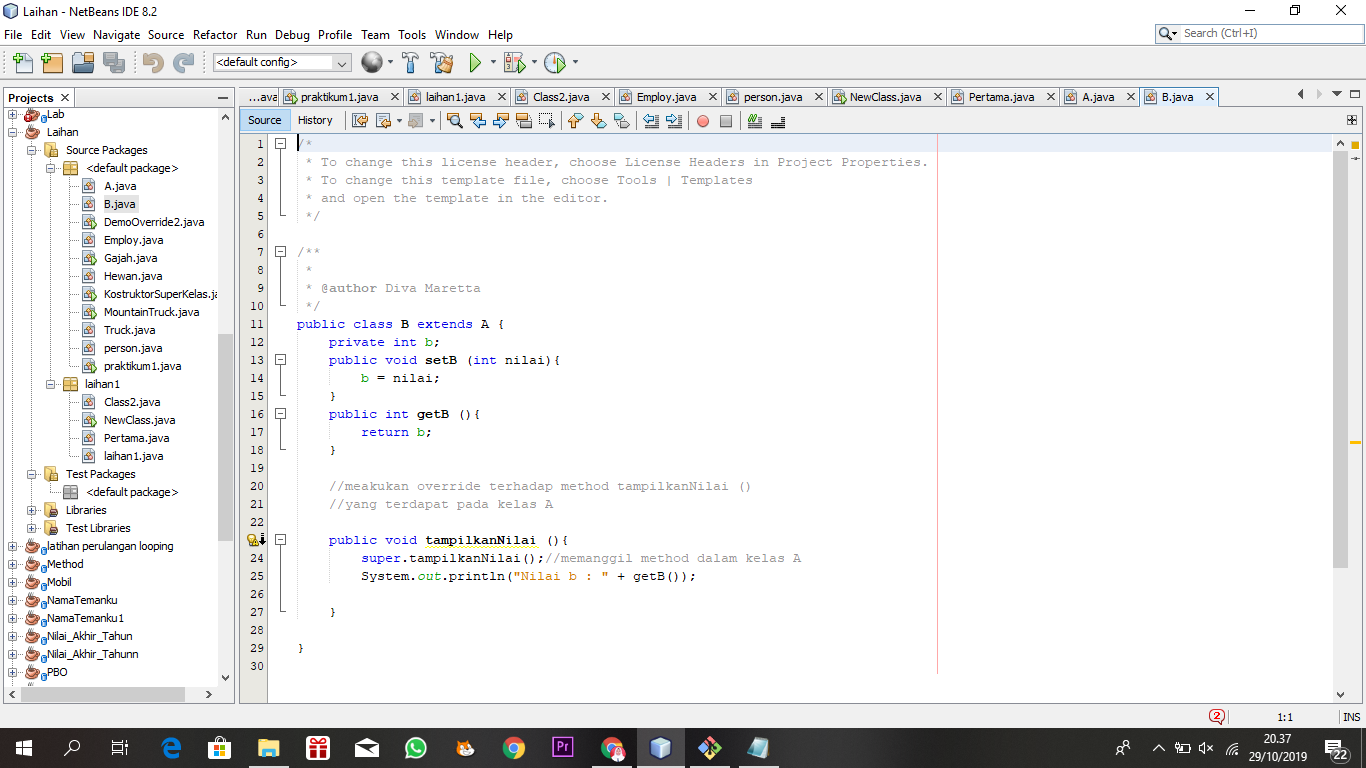 Laihan - NetBeans IDE 8.2
File Edit View Navigate Source Refactor Run Debug Profile Team Tools Window Help
Search (Ctrl+I)
<default config>
Projects
...ava praktikum1.java laihan1.java Class2.java Employ.java person.java NewClass.java Pertama.java A.java B.java
Source History
Lab
Laihan
Source Packages
<default package>
A.java
B.java
DemoOverride2.java
Employ.java
Gajah.java
Hewan.java
KostruktorSuperKelas.ja
MountainTruck.java
Truck.java
person.java
praktikum1.java
laihan1
Class2.java
NewClass.java
Pertama.java
laihan1.java
Test Packages
<default package>
Libraries
Test Libraries
latihan perulangan looping
Method
Mobil
NamaTemanku
NamaTemanku1
Nilai_Akhir_Tahun
Nilai_Akhir_Tahunn
PBO
1 /*
2 * To change this license header, choose License Headers in Project Properties.
3 * To change this template file, choose Tools | Templates
4 * and open the template in the editor.
5 */
6
7 /**
8 *
9 * @author Diva Maretta
10 */
11 public class B extends A {
12 private int b;
13 public void setB (int nilai){
14 b = nilai;
15 }
16 public int getB (){
17 return b;
18 }
19
20 //meakukan override terhadap method tampilkanNilai ()
21 //yang terdapat pada kelas A
22
public void tampilkanNilai (){
24 super.tampilkanNilai();//memanggil method dalam kelas A
25 System.out.println("Nilai b : " + getB());
26
27 }
28
29 }
30
2
1:1 INS
Pr
20.37
29/10/2019
22